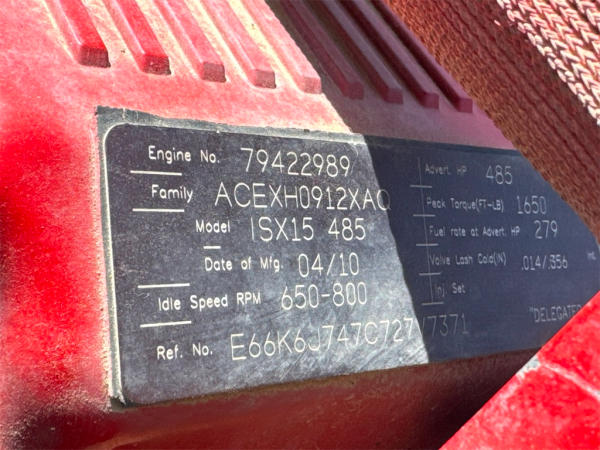 Engine No. 79422989
Family ACEXH0912XAQ
Model ISX15 485
Date of Mfg. 04/10
Idle Speed RPM 650-800
Ref. No. E66K6J747C727 7371
Advert. HP 485
Peak Torque(FT-LB) 1650
Fuel rate at Advert. HP 279
Valve Lash Cold(IN) .014/. Int.
Inj. Set
"DELEGATED